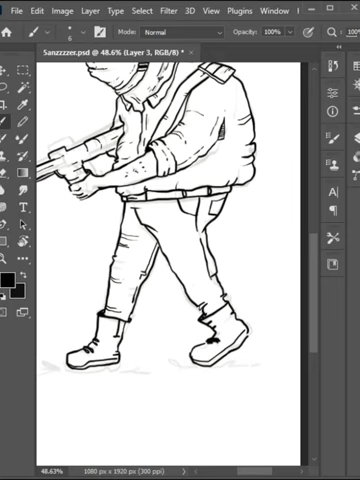 File Edit Image Layer Type Select Filter 3D View Plugins Window H
6 Mode: Normal Opacity: 100%
Sanzzzzer.psd @ 48.6% (Layer 3, RGB/8) *
48.63% 1080 px x 1920 px (300 ppi)